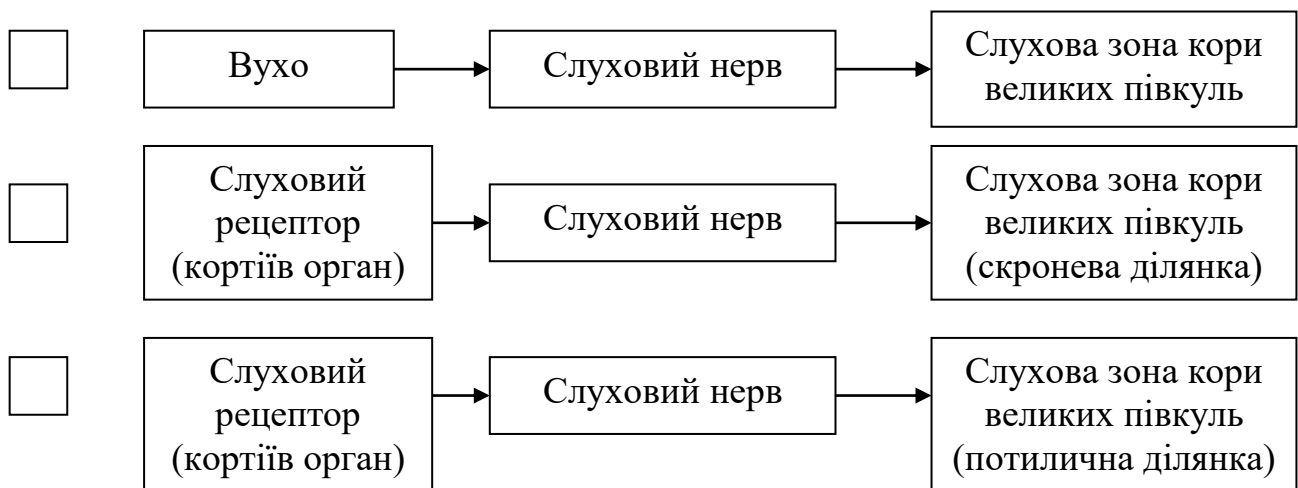 Вухо
Слуховий нерв
Слухова зона кори
великих півкуль
Слуховий
рецептор
(кортіїв орган)
Слуховий нерв
Слухова зона кори
великих півкуль
(скронева ділянка)
Слуховий
рецептор
(кортіїв орган)
Слуховий нерв
Слухова зона кори
великих півкуль
(потилична ділянка)